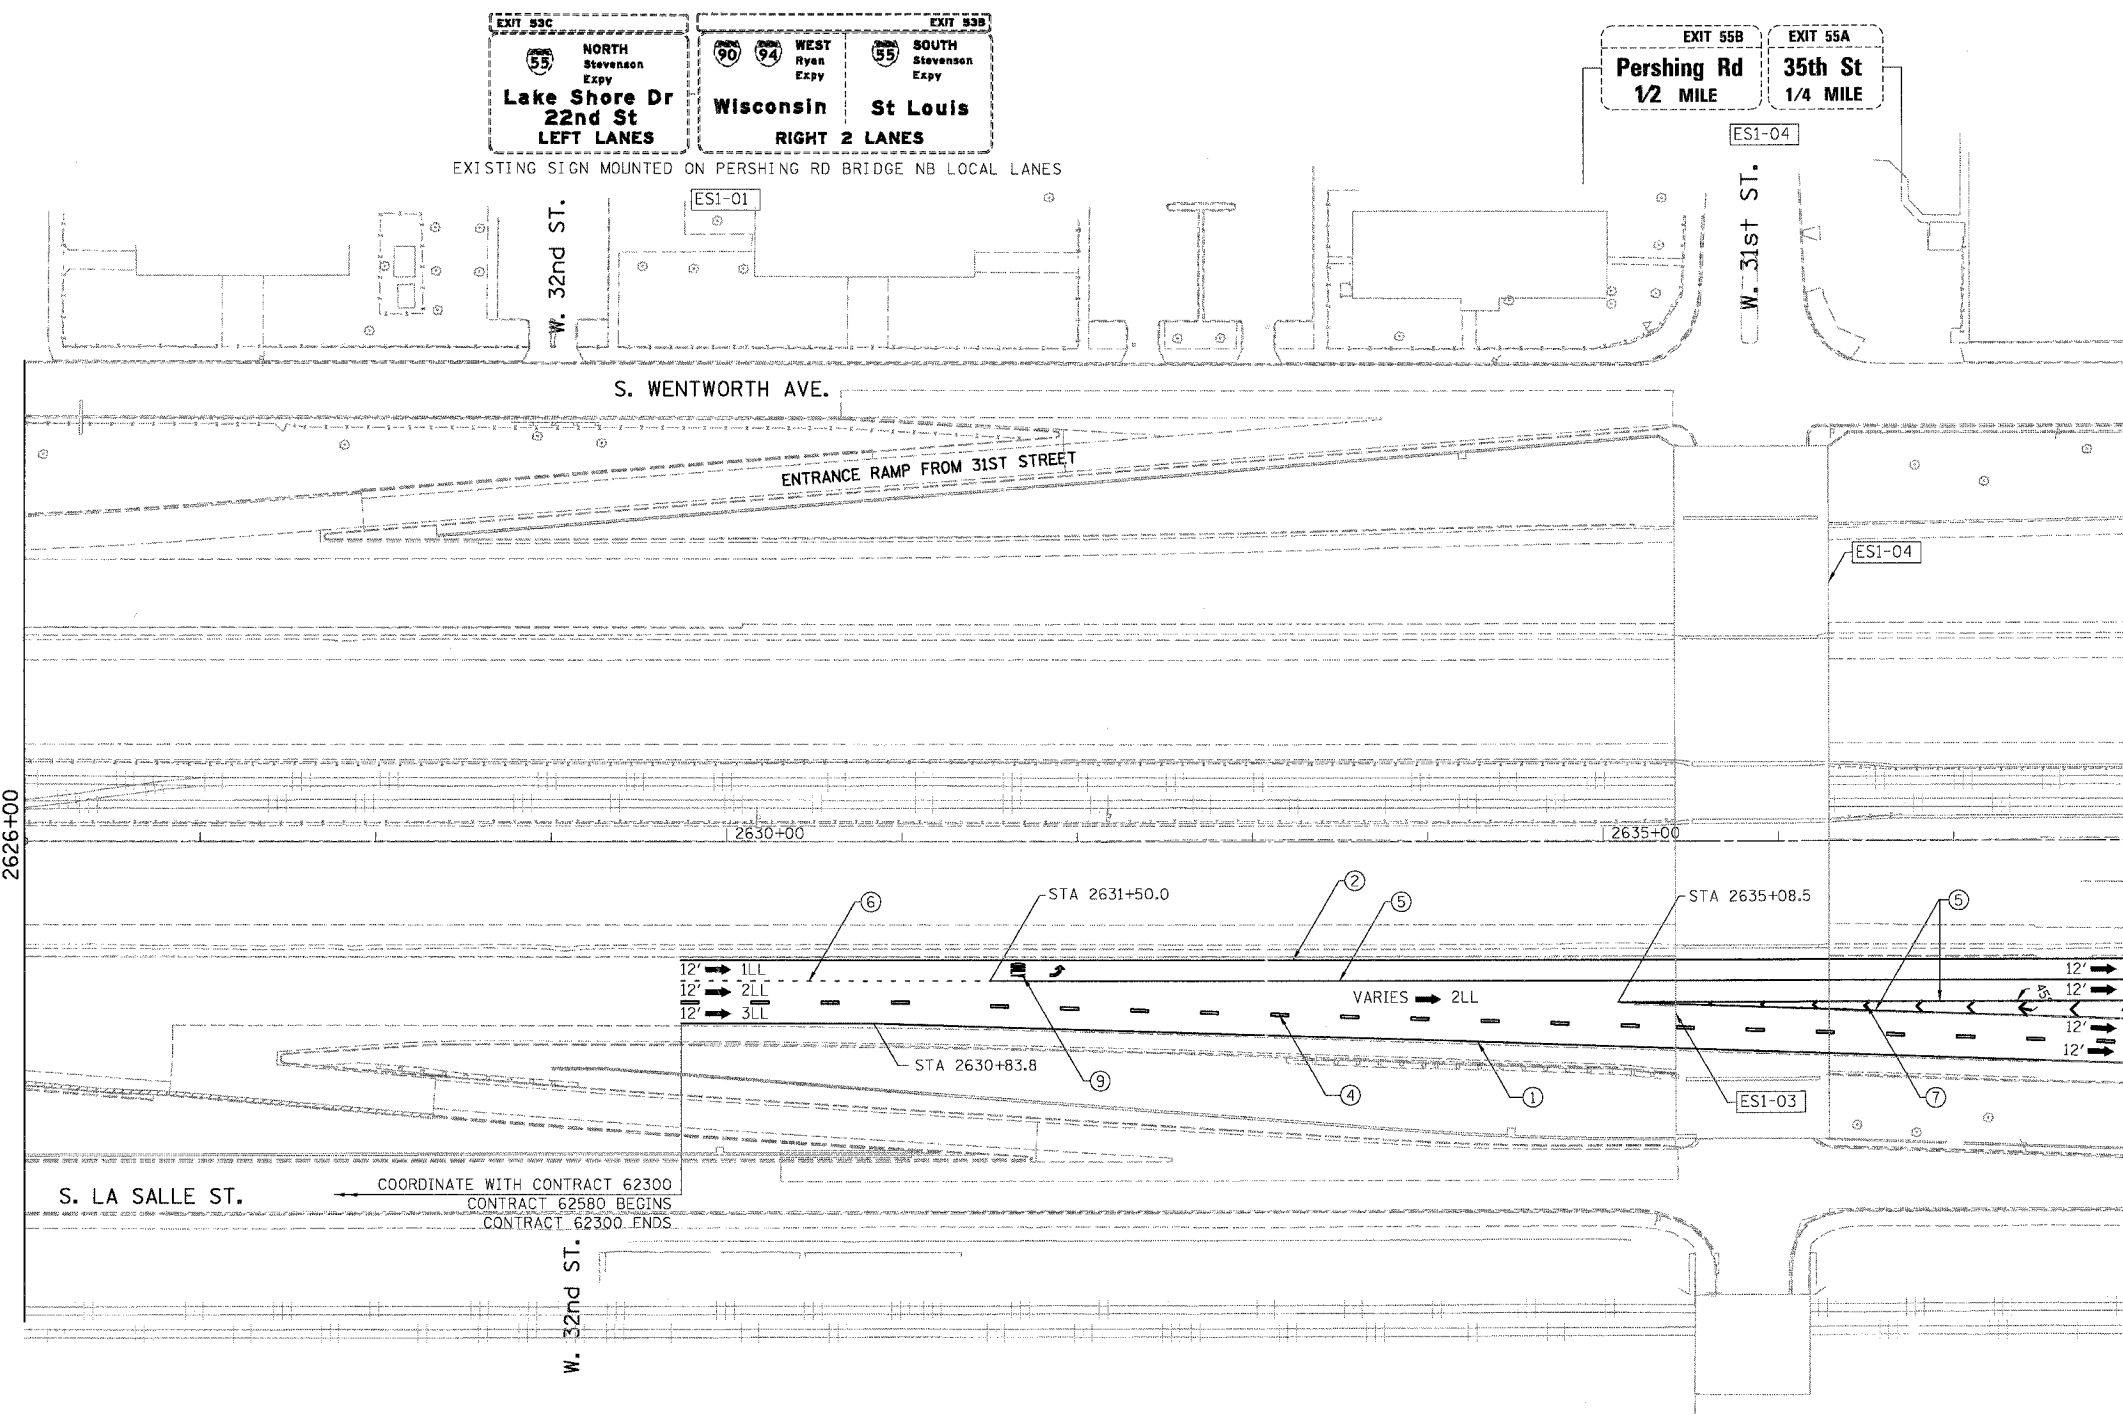 EXIT 53C
55
NORTH
Stevenson
Expy
Lake Shore Dr
22nd St
LEFT LANES
EXIT 53B
90 94
WEST
Ryan
Expy
Wisconsin
55
SOUTH
Stevenson
Expy
St Louis
RIGHT 2 LANES
EXISTING SIGN MOUNTED ON PERSHING RD BRIDGE NB LOCAL LANES
ES1-01
EXIT 55B
Pershing Rd
1/2 MILE
EXIT 55A
35th St
1/4 MILE
ES1-04
W. 32nd ST.
W. 31st ST.
S. WENTWORTH AVE.
ENTRANCE RAMP FROM 31ST STREET
ES1-04
2626+00
2630+00
2635+00
6
STA 2631+50.0
2
5
STA 2635+08.5
5
12' 1LL
12' 2LL
12' 3LL
VARIES 2LL
45°
12'
12'
12'
12'
STA 2630+83.8
9
4
1
ES1-03
7
S. LA SALLE ST.
COORDINATE WITH CONTRACT 62300
CONTRACT 62580 BEGINS
CONTRACT 62300 ENDS
W. 32nd ST.